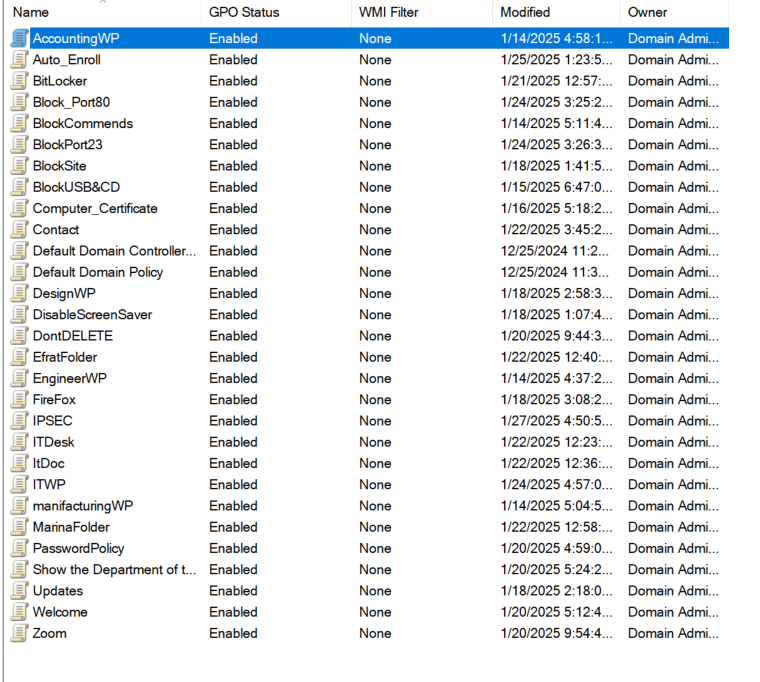 Name GPO Status WMI Filter Modified Owner
AccountingWP Enabled None 1/14/2025 4:58:1... Domain Admi...
Auto_Enroll Enabled None 1/25/2025 1:23:5... Domain Admi...
BitLocker Enabled None 1/21/2025 12:57:... Domain Admi...
Block_Port80 Enabled None 1/24/2025 3:25:2... Domain Admi...
BlockCommends Enabled None 1/14/2025 5:11:4... Domain Admi...
BlockPort23 Enabled None 1/24/2025 3:26:3... Domain Admi...
BlockSite Enabled None 1/18/2025 1:41:5... Domain Admi...
BlockUSB&CD Enabled None 1/15/2025 6:47:0... Domain Admi...
Computer_Certificate Enabled None 1/16/2025 5:18:2... Domain Admi...
Contact Enabled None 1/22/2025 3:45:2... Domain Admi...
Default Domain Controller... Enabled None 12/25/2024 11:2... Domain Admi...
Default Domain Policy Enabled None 12/25/2024 11:3... Domain Admi...
DesignWP Enabled None 1/18/2025 2:58:3... Domain Admi...
DisableScreenSaver Enabled None 1/18/2025 1:07:4... Domain Admi...
DontDELETE Enabled None 1/20/2025 9:44:3... Domain Admi...
EfratFolder Enabled None 1/22/2025 12:40:... Domain Admi...
EngineerWP Enabled None 1/14/2025 4:37:2... Domain Admi...
FireFox Enabled None 1/18/2025 3:08:2... Domain Admi...
IPSEC Enabled None 1/27/2025 4:50:5... Domain Admi...
ITDesk Enabled None 1/22/2025 12:23:... Domain Admi...
ItDoc Enabled None 1/22/2025 12:36:... Domain Admi...
ITWP Enabled None 1/24/2025 4:57:0... Domain Admi...
manifacturingWP Enabled None 1/14/2025 5:04:5... Domain Admi...
MarinaFolder Enabled None 1/22/2025 12:58:... Domain Admi...
PasswordPolicy Enabled None 1/20/2025 4:59:0... Domain Admi...
Show the Department of t... Enabled None 1/20/2025 5:24:2... Domain Admi...
Updates Enabled None 1/18/2025 2:18:0... Domain Admi...
Welcome Enabled None 1/20/2025 5:12:4... Domain Admi...
Zoom Enabled None 1/20/2025 9:54:4... Domain Admi...